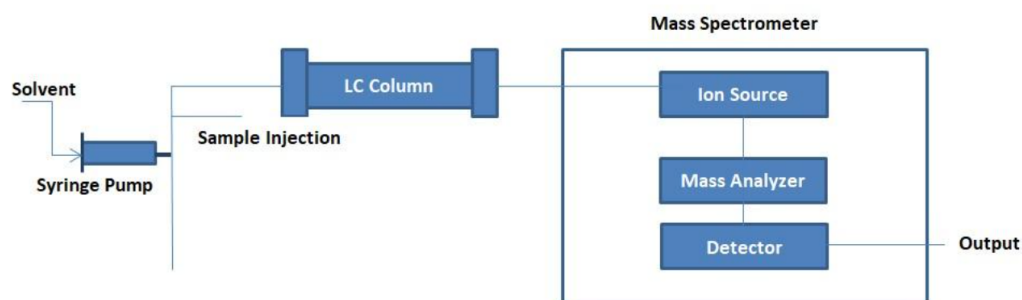 Mass Spectrometer
Solvent
LC Column
Ion Source
Sample Injection
Syringe Pump
Mass Analyzer
Detector
Output